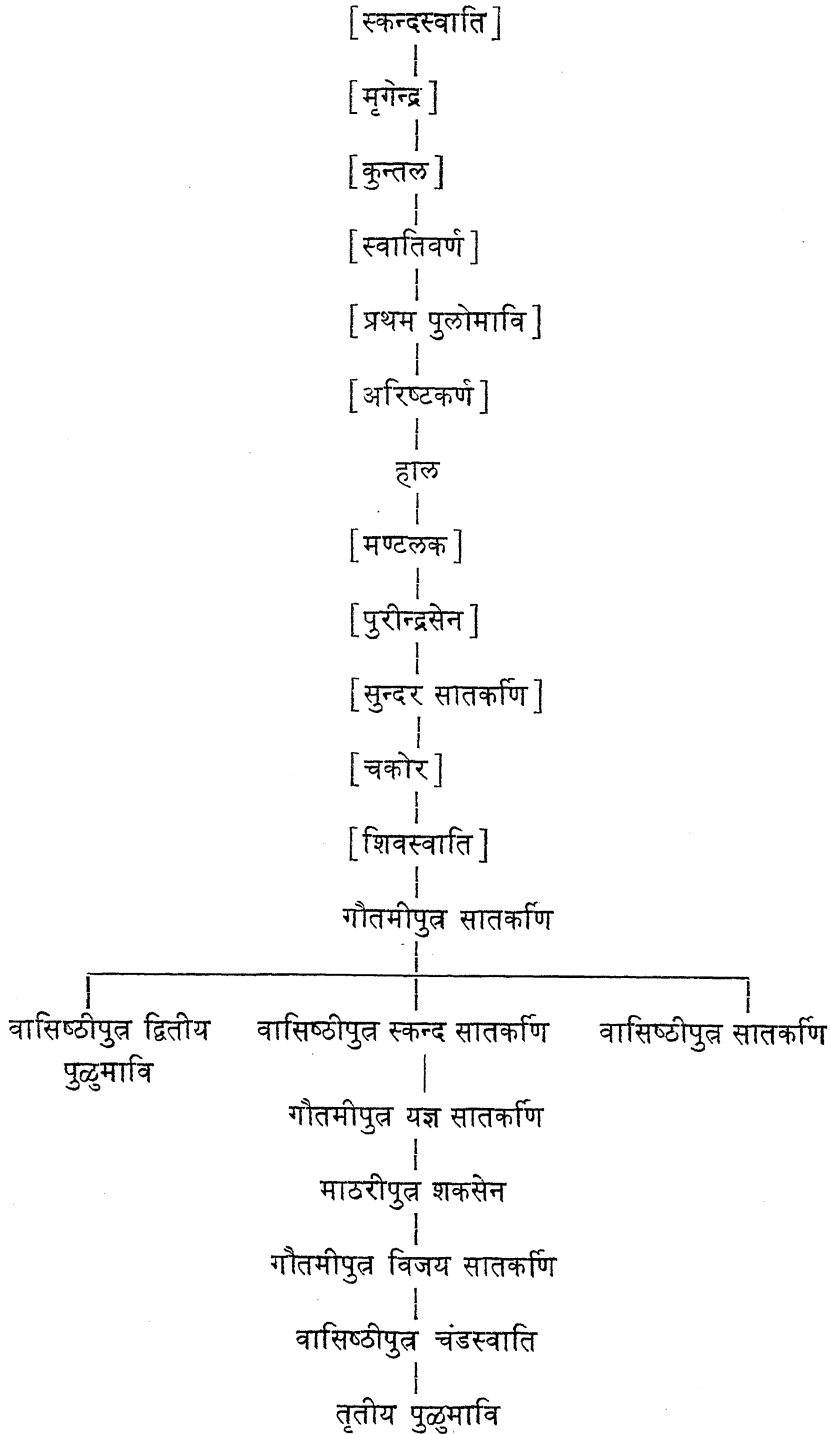 [स्कन्दस्वाति]
[मृगेन्द्र]
[कुन्तल]
[स्वातिवर्ण]
[प्रथम पुलोमावि]
[अरिष्टकर्ण]
हाल
[मण्टलक]
[पुरीन्द्रसेन]
[सुन्दर सातकर्णि]
[चकोर]
[शिवस्वाति]
गौतमीपुत्र सातकर्णि
वासिष्ठीपुत्र द्वितीय वासिष्ठीपुत्र स्कन्द सातकर्णि वासिष्ठीपुत्र सातकर्णि
पुळुमावि
गौतमीपुत्र यज्ञ सातकर्णि
माठरीपुत्र शकसेन
गौतमीपुत्र विजय सातकर्णि
वासिष्ठीपुत्र चंडस्वाति
तृतीय पुळुमावि